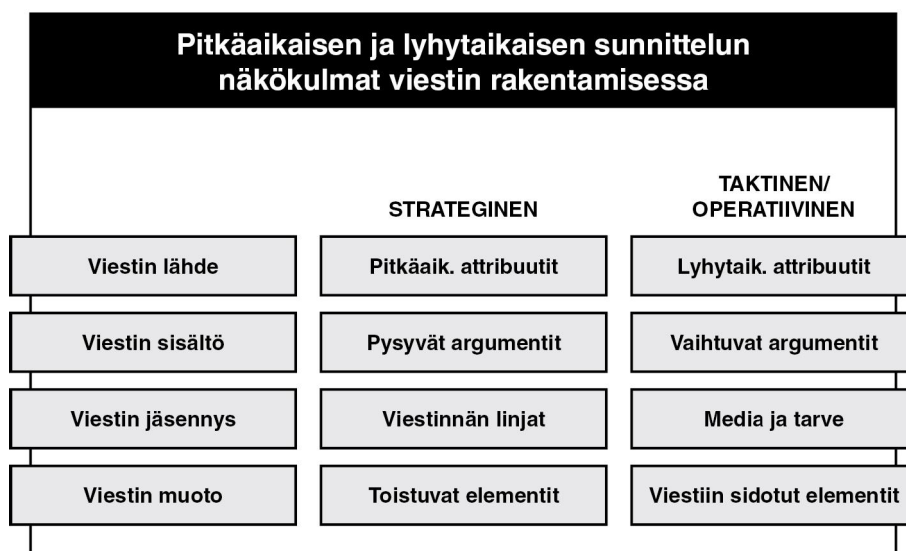 Pitkäaikaisen ja lyhytaikaisen sunnittelun
näkökulmat viestin rakentamisessa
STRATEGINEN
TAKTINEN/
OPERATIIVINEN
Viestin lähde
Pitkäaik. attribuutit
Lyhytaik. attribuutit
Viestin sisältö
Pysyvät argumentit
Vaihtuvat argumentit
Viestin jäsennys
Viestinnän linjat
Media ja tarve
Viestin muoto
Toistuvat elementit
Viestiin sidotut elementit